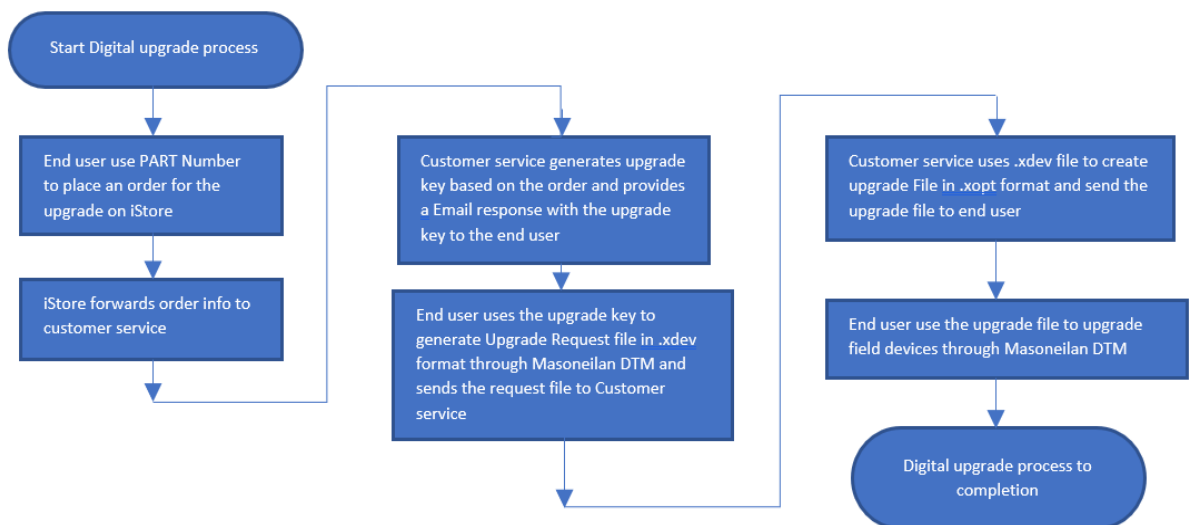 Start Digital upgrade process
End user use PART Number
to place an order for the
upgrade on iStore
iStore forwards order info to
customer service
Customer service generates upgrade
key based on the order and provides
a Email response with the upgrade
key to the end user
End user uses the upgrade key to
generate Upgrade Request file in .xdev
format through Masoneilan DTM and
sends the request file to Customer
service
Customer service uses .xdev file to create
upgrade File in .xopt format and send the
upgrade file to end user
End user use the upgrade file to upgrade
field devices through Masoneilan DTM
Digital upgrade process to
completion